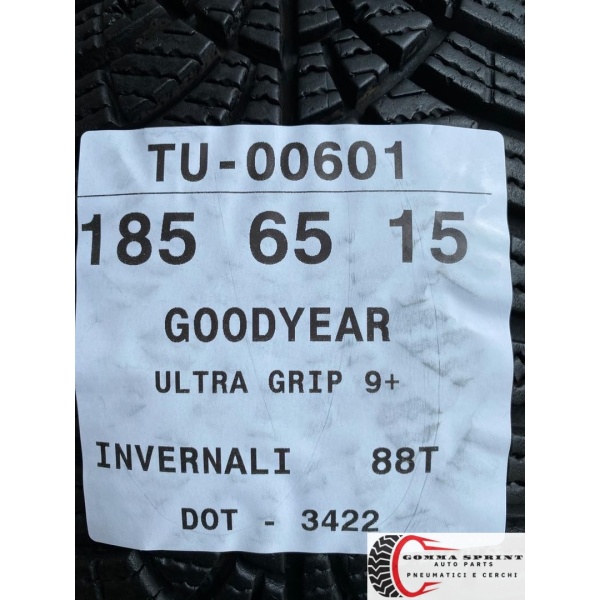 TU-00601
185 65 15
GOODYEAR
ULTRA GRIP 9+
INVERNALI 88T
DOT - 3422
GOMMA SPRINT
AUTO PARTS
PNEUMATICI E CERCHI